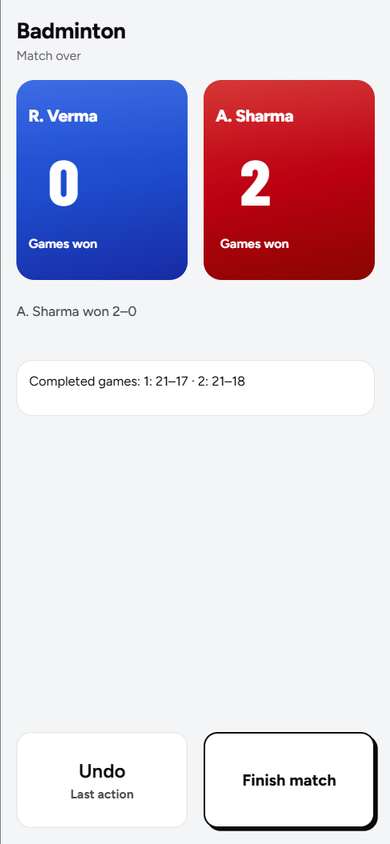 Badminton
Match over
R. Verma
0
Games won
A. Sharma
2
Games won
A. Sharma won 2–0
Completed games: 1: 21–17 · 2: 21–18
Undo
Last action
Finish match